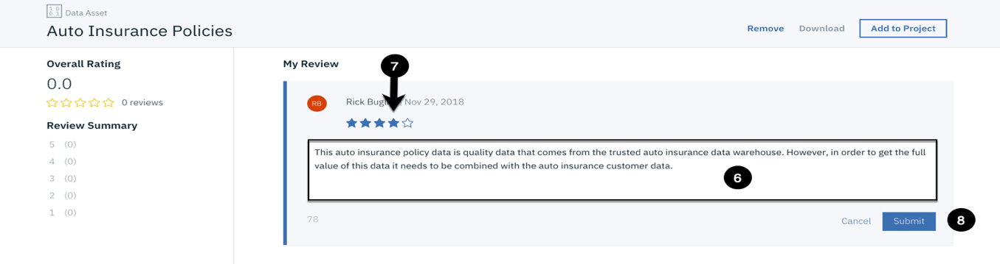 1 0
0 1
Data Asset
Auto Insurance Policies
Remove
Download
Add to Project
Overall Rating
0.0
0 reviews
Review Summary
5 (0)
4 (0)
3 (0)
2 (0)
1 (0)
My Review
7
RB
Rick Nov 29, 2018
This auto insurance policy data is quality data that comes from the trusted auto insurance data warehouse. However, in order to get the full
value of this data it needs to be combined with the auto insurance customer data.
6
78
Cancel
Submit
8